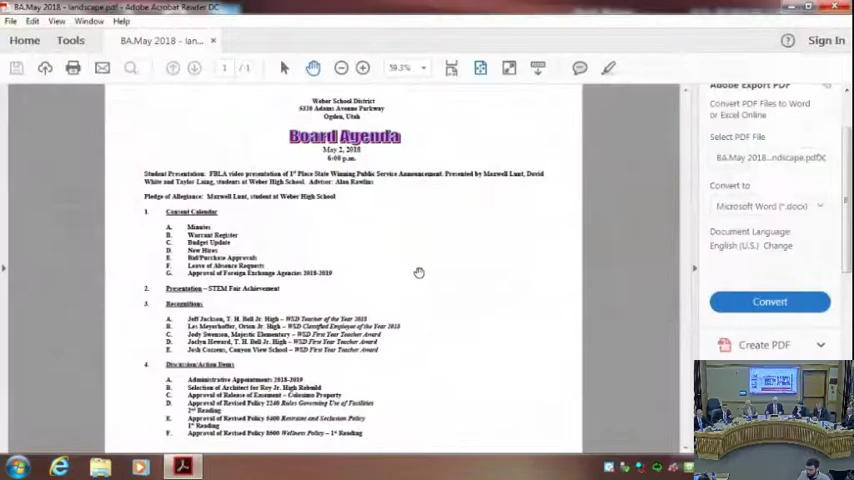 BA.May 2018 - landscape.pdf - Adobe Acrobat Reader DC
File Edit View Window Help
Home Tools BA.May 2018 - lan... × Sign In
1 / 1 59.3%
Weber School District
5320 Adams Avenue Parkway
Ogden, Utah
Board Agenda
May 2, 2018
6:00 p.m.
Student Presentation: FBLA video presentation of 1st Place State Winning Public Service Announcement. Presented by Maxwell Lunt, David
White and Taylor Laing, students at Weber High School. Advisor: Alan Rawlins
Pledge of Allegiance: Maxwell Lunt, student at Weber High School
1. Consent Calendar
A. Minutes
B. Warrant Register
C. Budget Update
D. New Hires
E. Bid/Purchase Approvals
F. Leave of Absence Requests
G. Approval of Foreign Exchange Agencies 2018-2019
2. Presentation – STEM Fair Achievement
3. Recognitions
A. Jeff Jackson, T. H. Bell Jr. High – WSD Teacher of the Year 2018
B. Les Meyerhoffer, Orion Jr. High – WSD Classified Employee of the Year 2018
C. Jody Swenson, Majestic Elementary – WSD First Year Teacher Award
D. Jaclyn Heward, T. H. Bell Jr. High – WSD First Year Teacher Award
E. Josh Cozzens, Canyon View School – WSD First Year Teacher Award
4. Discussion/Action Items
A. Administrative Appointments 2018-2019
B. Selection of Architect for Roy Jr. High Rebuild
C. Approval of Release of Easement – Colosimo Property
D. Approval of Revised Policy 2240 Rules Governing Use of Facilities
2nd Reading
E. Approval of Revised Policy 5400 Restraint and Seclusion Policy
1st Reading
F. Approval of Revised Policy 8600 Wellness Policy – 1st Reading
Adobe Export PDF
Convert PDF Files to Word
or Excel Online
Select PDF File
BA.May 2018...ndscape.pdf
Convert to
Microsoft Word (*.docx)
Document Language:
English (U.S.) Change
Convert
Create PDF